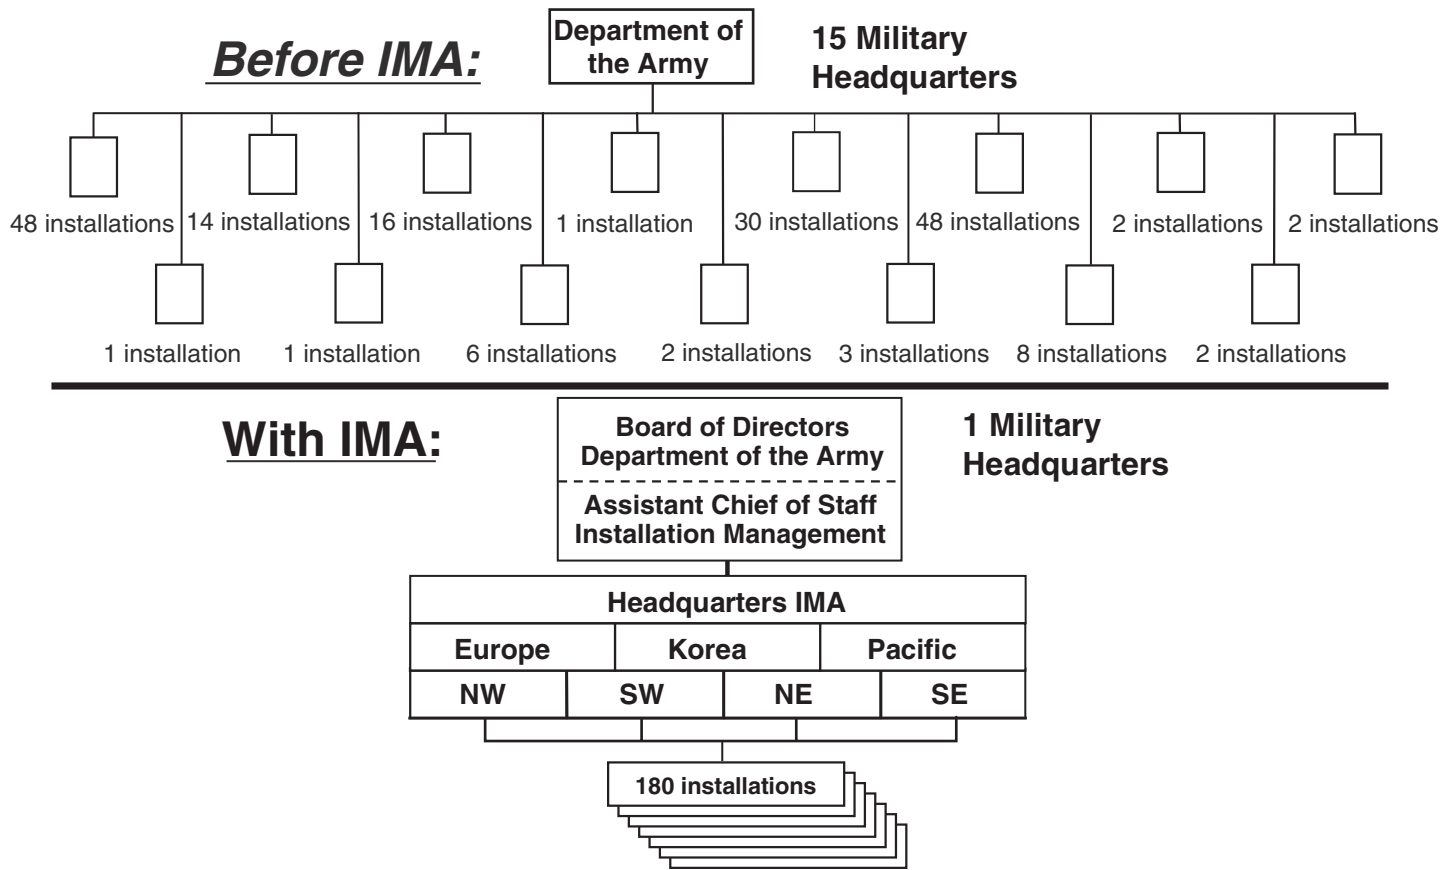 Before IMA:
Department of
the Army
15 Military
Headquarters
48 installations
14 installations
16 installations
1 installation
30 installations
48 installations
2 installations
2 installations
1 installation
1 installation
6 installations
2 installations
3 installations
8 installations
2 installations
With IMA:
Board of Directors
Department of the Army
Assistant Chief of Staff
Installation Management
1 Military
Headquarters
Headquarters IMA
Europe
Korea
Pacific
NW
SW
NE
SE
180 installations